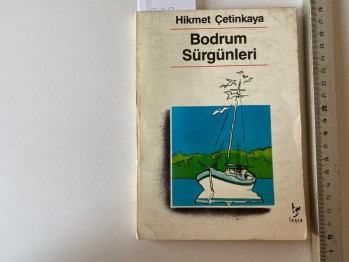 Hikmet Çetinkaya
Bodrum
Sürgünleri